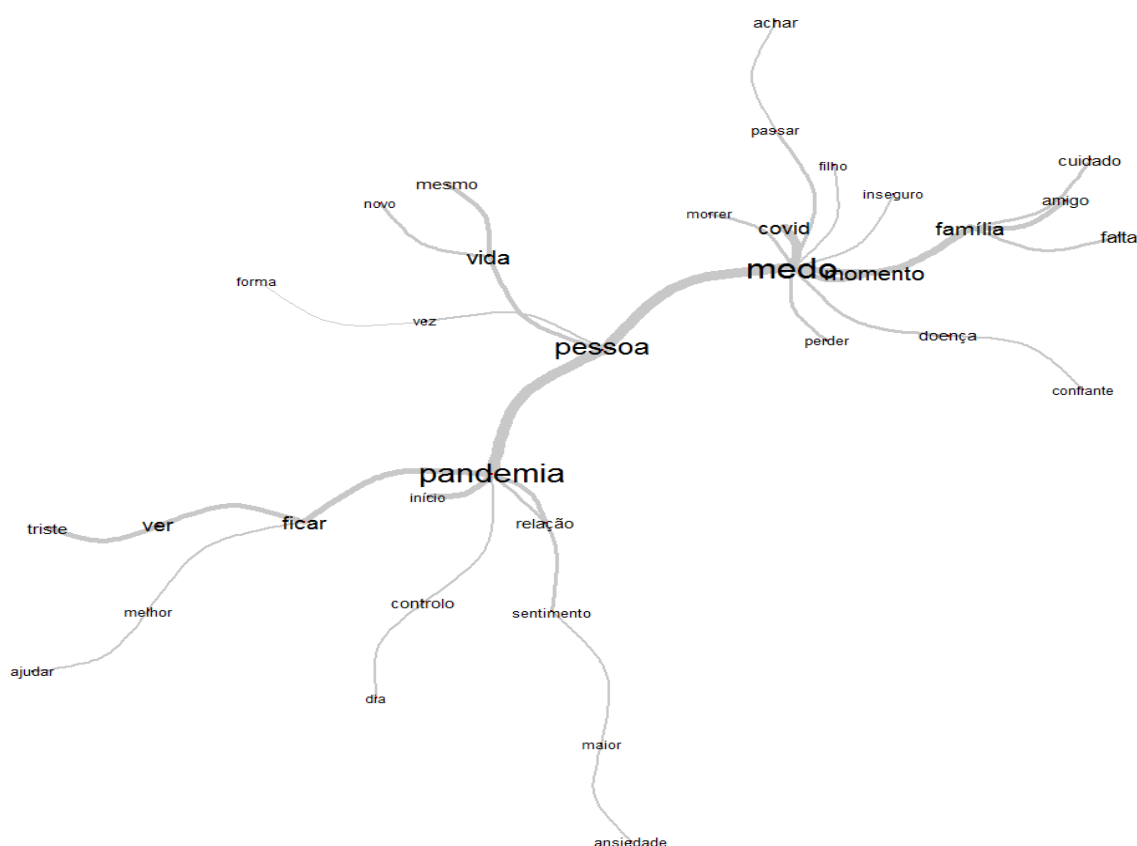 achar
passar
filho
cuidado
mesmo
inseguro
amigo
novo
morrer
covid
família
falta
vida
medo
momento
forma
vez
perder
doença
pessoa
confiante
pandemia
início
triste
ver
ficar
relação
controlo
melhor
sentimento
ajudar
dia
maior
ansiedade